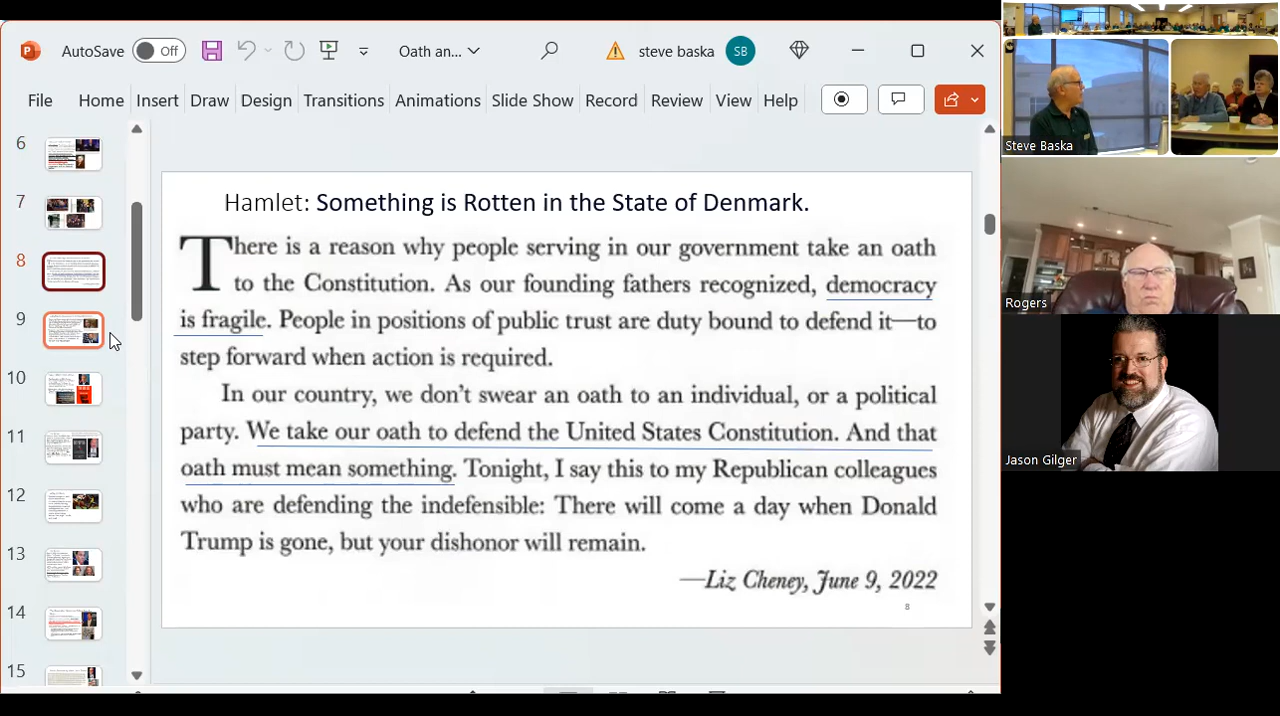 AutoSave
Off
Oath an...
steve baska
SB
File
Home
Insert
Draw
Design
Transitions
Animations
Slide Show
Record
Review
View
Help
6
7
8
9
10
11
12
13
14
15
Hamlet: Something is Rotten in the State of Denmark.
There is a reason why people serving in our government take an oath
to the Constitution. As our founding fathers recognized, democracy
is fragile. People in positions of public trust are duty bound to defend it—to
step forward when action is required.
In our country, we don't swear an oath to an individual, or a political
party. We take our oath to defend the United States Constitution. And that
oath must mean something. Tonight, I say this to my Republican colleagues
who are defending the indefensible: There will come a day when Donald
Trump is gone, but your dishonor will remain.
—Liz Cheney, June 9, 2022
8
Steve Baska
Rogers
Jason Gilger